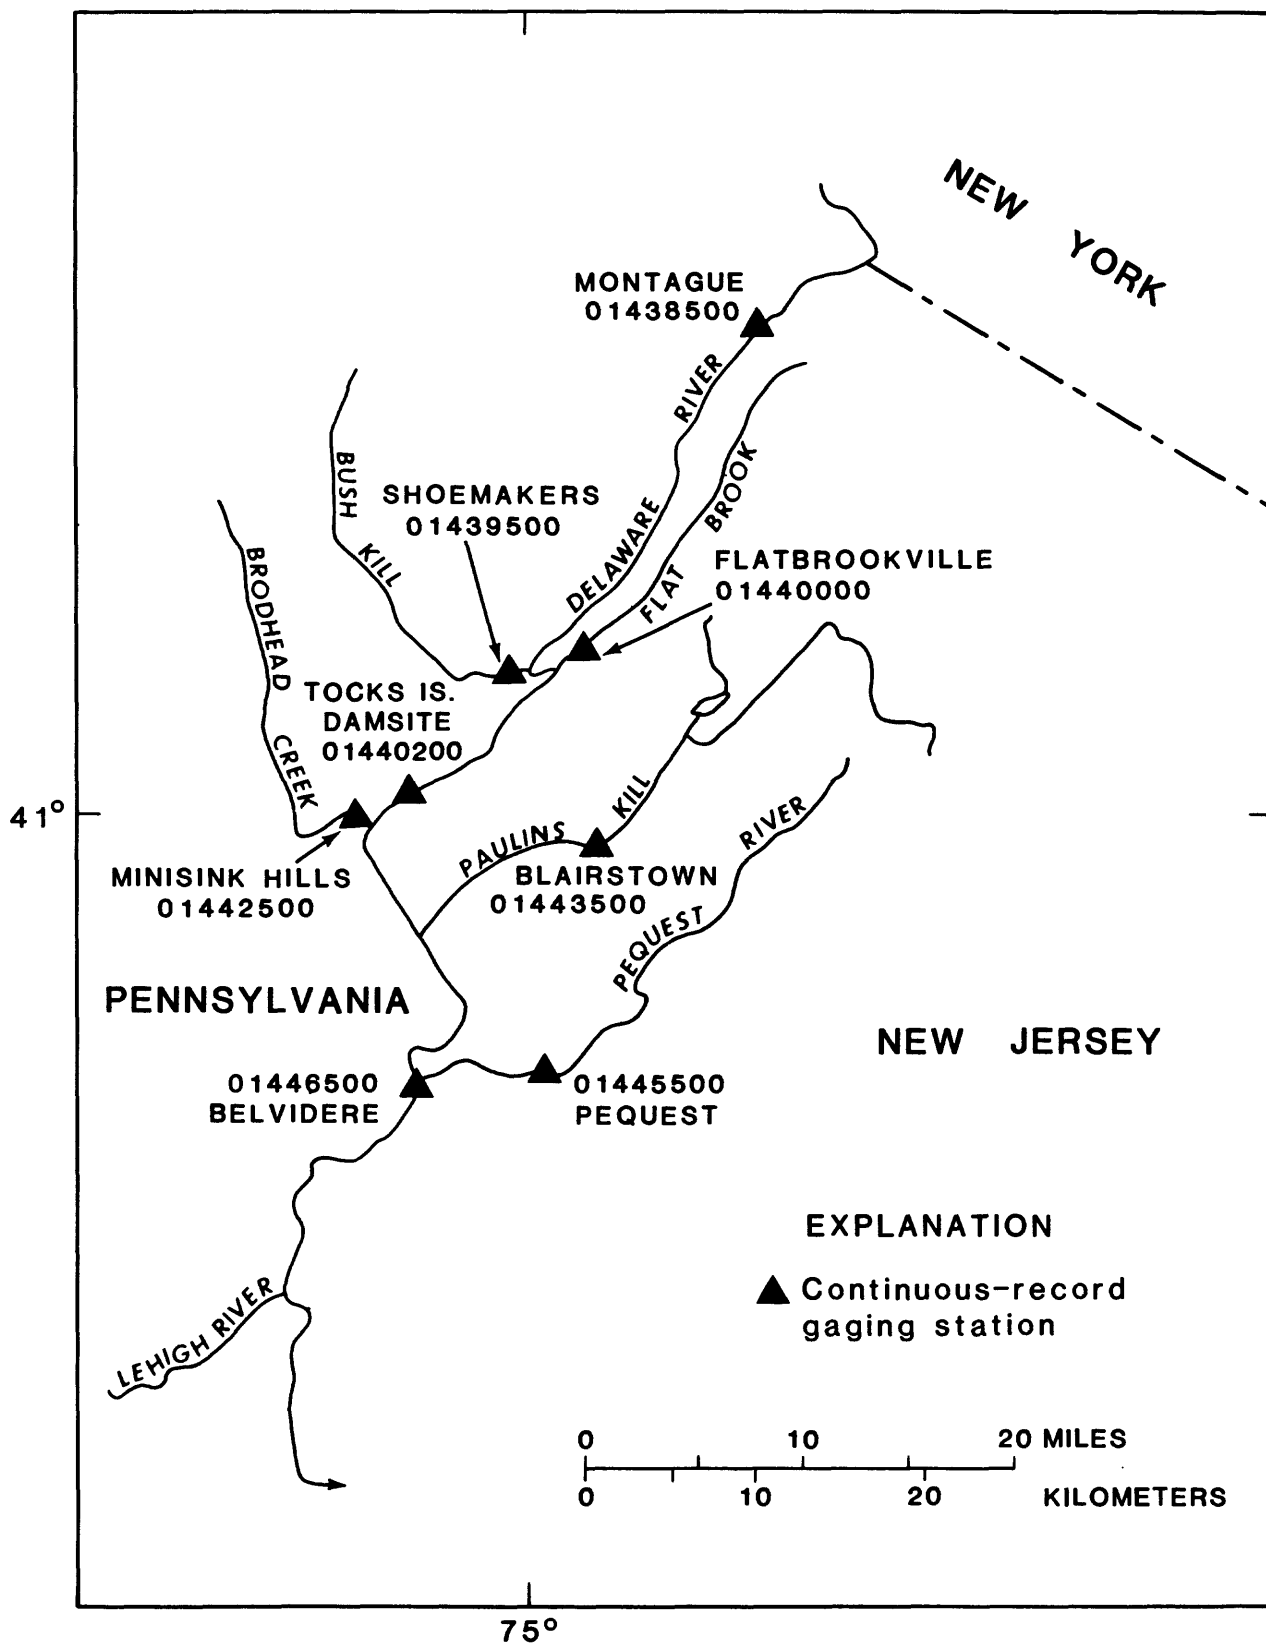 NEW YORK
MONTAGUE
01438500
DELAWARE RIVER
FLAT BROOK
BUSH KILL
SHOEMAKERS
01439500
FLATBROOKVILLE
01440000
BRODHEAD CREEK
TOCKS IS.
DAMSITE
01440200
41°
MINISINK HILLS
01442500
PAULINS KILL
BLAIRSTOWN
01443500
PEQUEST RIVER
PENNSYLVANIA
NEW JERSEY
01446500
BELVIDERE
01445500
PEQUEST
EXPLANATION
Continuous-record
gaging station
LEHIGH RIVER
0 10 20 MILES
0 10 20 KILOMETERS
75°